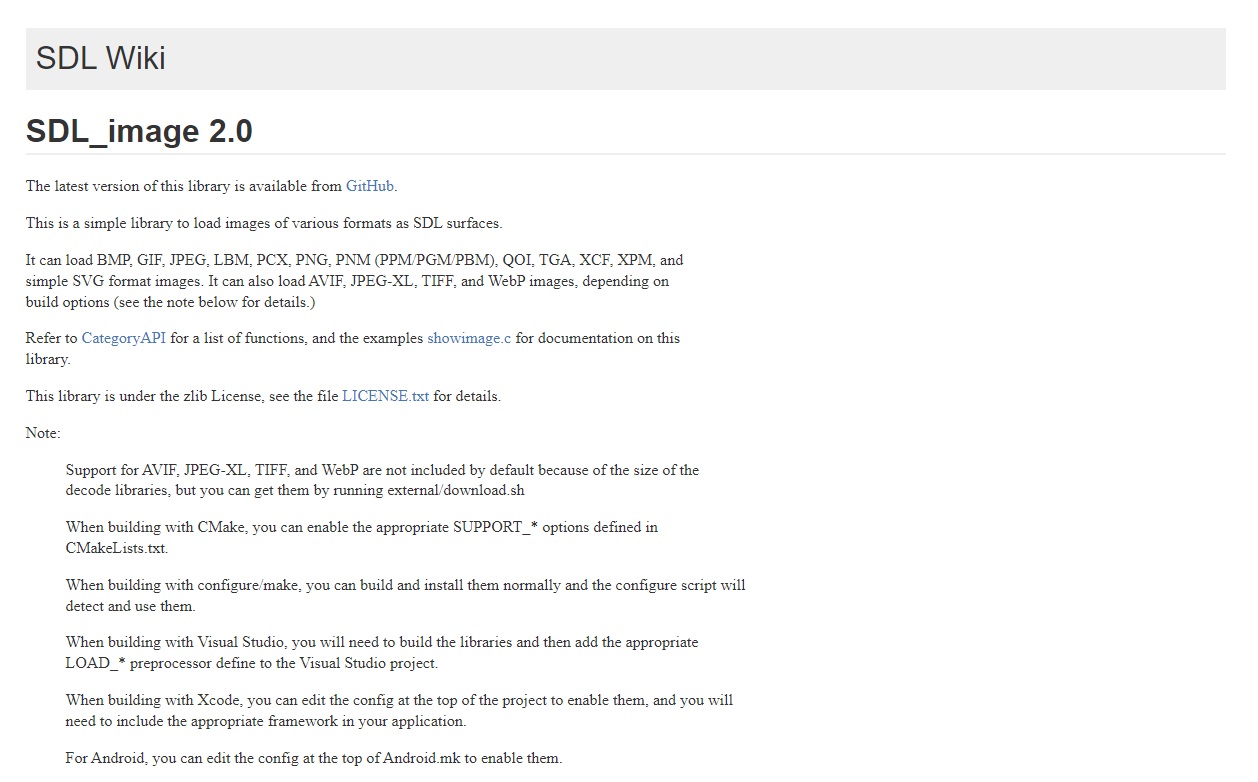 SDL Wiki
SDL_image 2.0
The latest version of this library is available from GitHub.
This is a simple library to load images of various formats as SDL surfaces.
It can load BMP, GIF, JPEG, LBM, PCX, PNG, PNM (PPM/PGM/PBM), QOI, TGA, XCF, XPM, and
simple SVG format images. It can also load AVIF, JPEG-XL, TIFF, and WebP images, depending on
build options (see the note below for details.)
Refer to CategoryAPI for a list of functions, and the examples showimage.c for documentation on this
library.
This library is under the zlib License, see the file LICENSE.txt for details.
Note:
Support for AVIF, JPEG-XL, TIFF, and WebP are not included by default because of the size of the
decode libraries, but you can get them by running external/download.sh
When building with CMake, you can enable the appropriate SUPPORT_* options defined in
CMakeLists.txt.
When building with configure/make, you can build and install them normally and the configure script will
detect and use them.
When building with Visual Studio, you will need to build the libraries and then add the appropriate
LOAD_* preprocessor define to the Visual Studio project.
When building with Xcode, you can edit the config at the top of the project to enable them, and you will
need to include the appropriate framework in your application.
For Android, you can edit the config at the top of Android.mk to enable them.